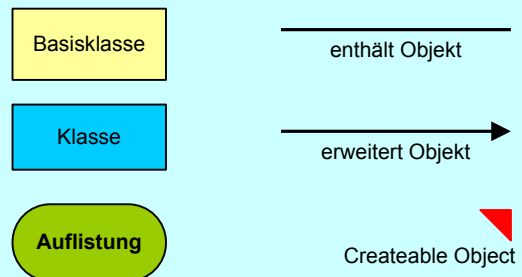 Basisklasse
enthält Objekt
Klasse
erweitert Objekt
Auflistung
Createable Object